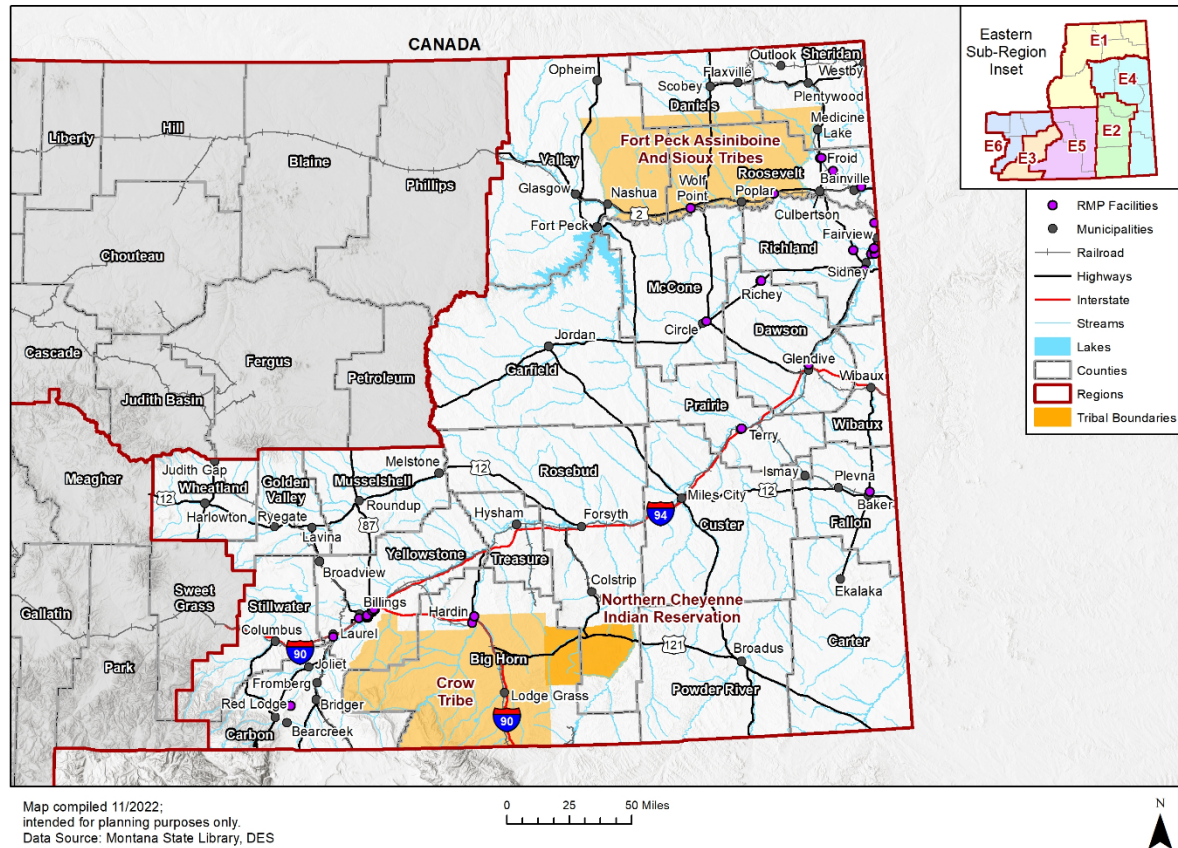 CANADA
Eastern
Sub-Region
Inset
E1
E4
E2
E5
E3
E6
RMP Facilities
Municipalities
Railroad
Highways
Interstate
Streams
Lakes
Counties
Regions
Tribal Boundaries
Outlook
Sheridan
Westby
Opheim
Flaxville
Scobey
Daniels
Plentywood
Medicine
Lake
Liberty
Hill
Blaine
Phillips
Valley
Fort Peck Assiniboine
And Sioux Tribes
Roosevelt
Froid
Bainville
Glasgow
Nashua
Wolf
Point
Poplar
Culbertson
2
Fort Peck
Richland
Fairview
Sidney
Chouteau
McCone
Richey
Circle
Dawson
Jordan
Garfield
Glendive
Wibaux
Cascade
Fergus
Petroleum
Judith Basin
Prairie
Terry
Wibaux
Meagher
Judith Gap
Wheatland
12
Harlowton
Golden
Valley
Ryegate
Musselshell
Melstone
12
Roundup
Lavina
87
Rosebud
Hysham
Forsyth
Miles City
94
12
Custer
Ismay
Plevna
Baker
Fallon
Yellowstone
Treasure
Broadview
Colstrip
Ekalaka
Sweet
Grass
Gallatin
Stillwater
Billings
Hardin
Northern Cheyenne
Indian Reservation
Columbus
Laurel
90
Joliet
Big Horn
121
Broadus
Carter
Park
Fromberg
Crow
Tribe
Lodge Grass
Powder River
Red Lodge
Bridger
Bearcreek
Carbon
90
Map compiled 11/2022;
intended for planning purposes only.
Data Source: Montana State Library, DES
0 25 50 Miles
N